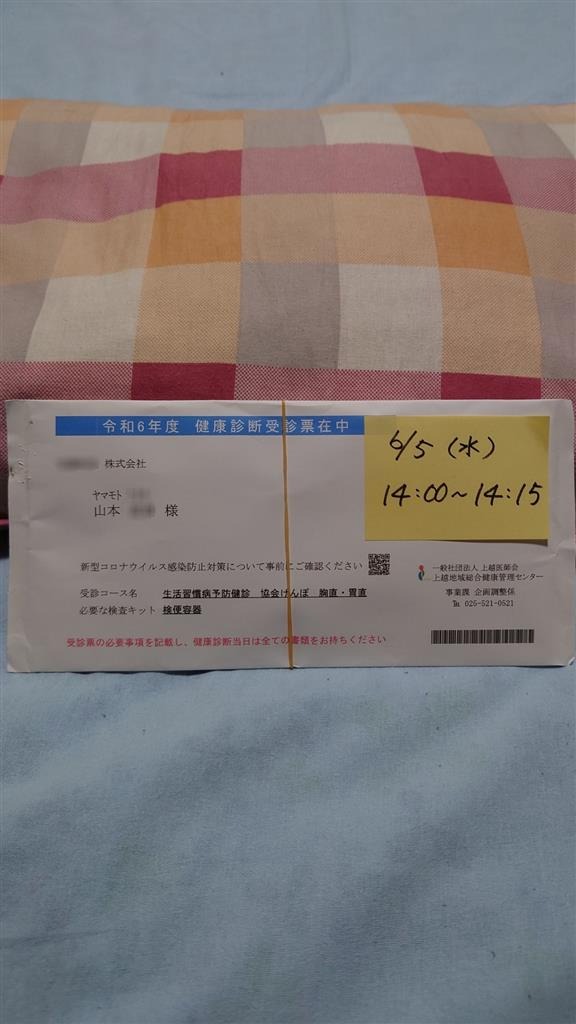 令和6年度 健康診断受診票在中
株式会社
ヤマモト
山本 様
6/5 (水)
14:00～14:15
新型コロナウイルス感染防止対策について事前にご確認ください
受診コース名 生活習慣病予防健診 協会けんぽ 胸直・胃直
必要な検査キット 検便容器
受診票の必要事項を記載し、健康診断当日は全ての書類をお持ちください
一般社団法人 上越医師会
上越地域総合健康管理センター
事業課 企画調整係
℡ 025-521-0521